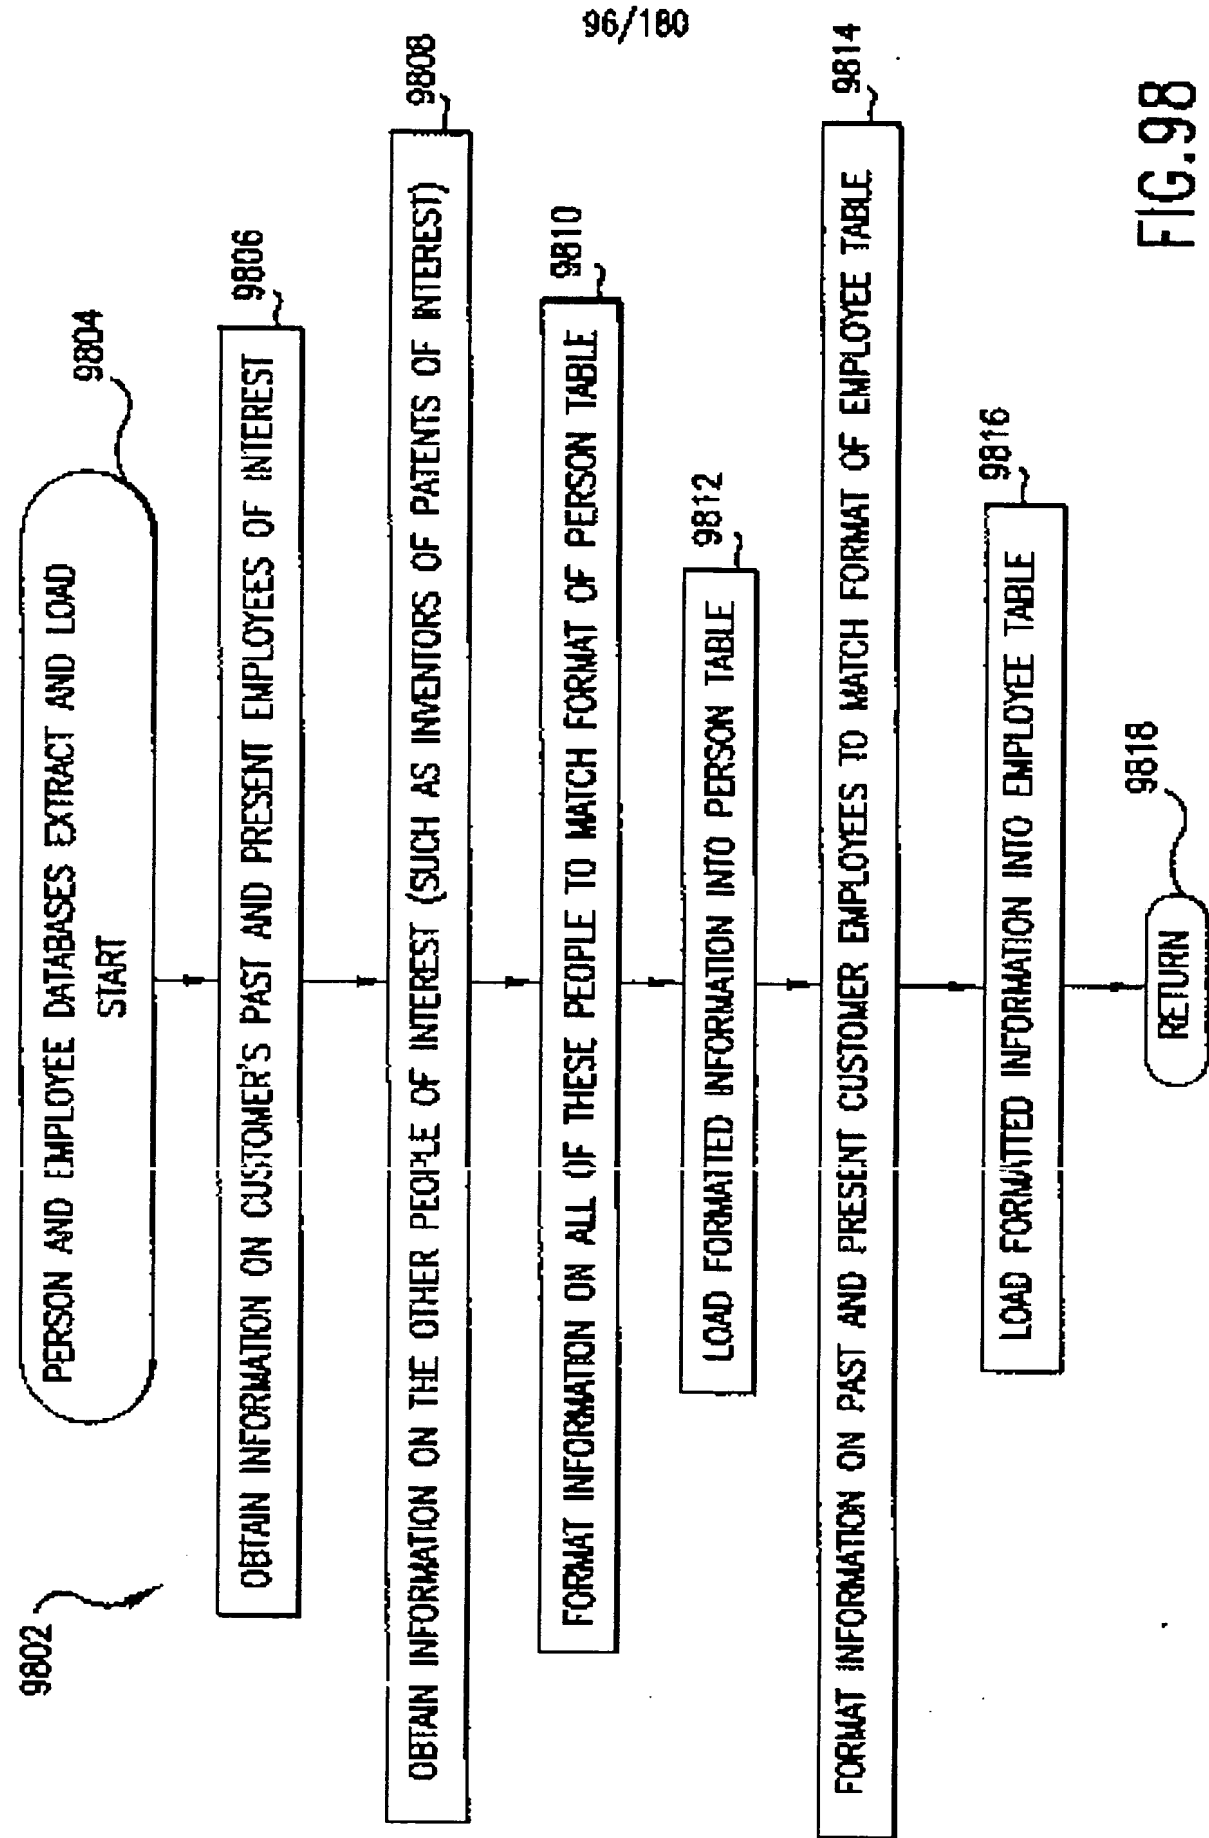 96/180
9802
PERSON AND EMPLOYEE DATABASES EXTRACT AND LOAD
START
9804
OBTAIN INFORMATION ON CUSTOMER'S PAST AND PRESENT EMPLOYEES OF INTEREST
9806
OBTAIN INFORMATION ON THE OTHER PEOPLE OF INTEREST (SUCH AS INVENTORS OF PATENTS OF INTEREST)
9808
FORMAT INFORMATION ON ALL OF THESE PEOPLE TO MATCH FORMAT OF PERSON TABLE
9810
LOAD FORMATTED INFORMATION INTO PERSON TABLE
9812
FORMAT INFORMATION ON PAST AND PRESENT CUSTOMER EMPLOYEES TO MATCH FORMAT OF EMPLOYEE TABLE
9814
LOAD FORMATTED INFORMATION INTO EMPLOYEE TABLE
9816
RETURN
9818
FIG.98